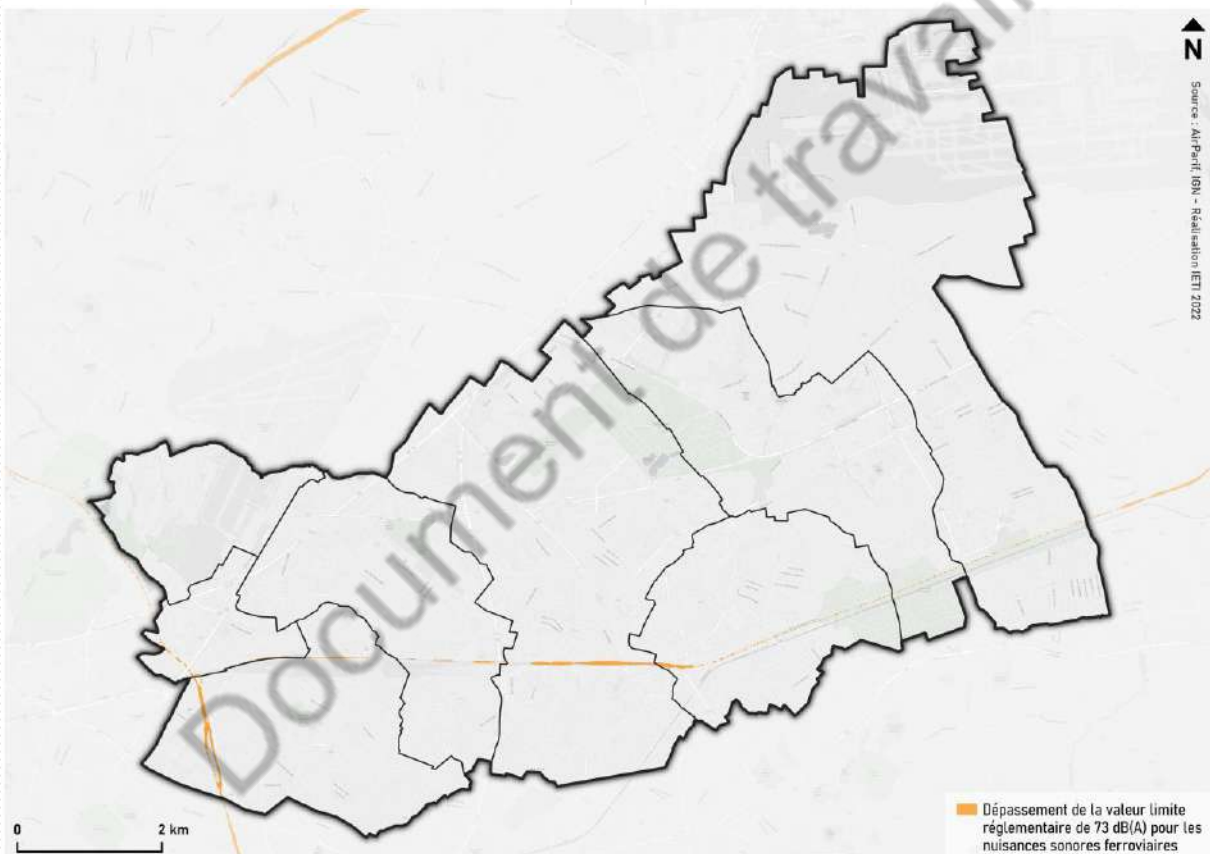 Document de travail
N
Source : AirParif, IGN - Réalisation IETI 2022
0 2 km
Dépassement de la valeur limite
réglementaire de 73 dB(A) pour les
nuisances sonores ferroviaires